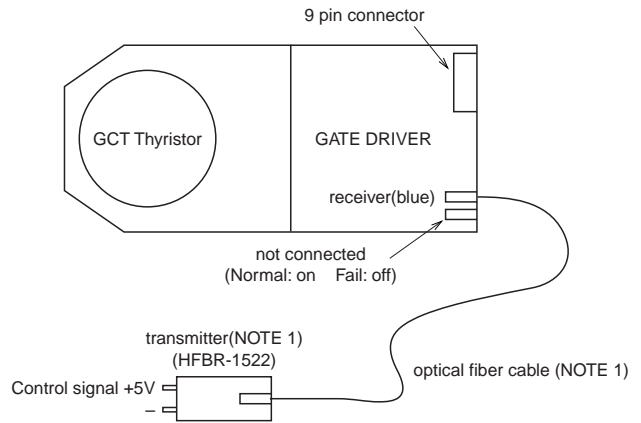 9 pin connector
GCT Thyristor
GATE DRIVER
receiver(blue)
not connected
(Normal: on Fail: off)
transmitter(NOTE 1)
(HFBR-1522)
optical fiber cable (NOTE 1)
Control signal +5V
–